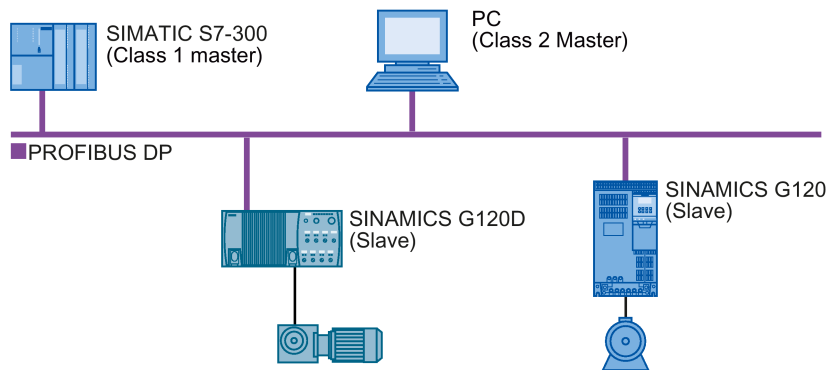 SIMATIC S7-300
(Class 1 master)
PC
(Class 2 Master)
PROFIBUS DP
SINAMICS G120D
(Slave)
SINAMICS G120
(Slave)